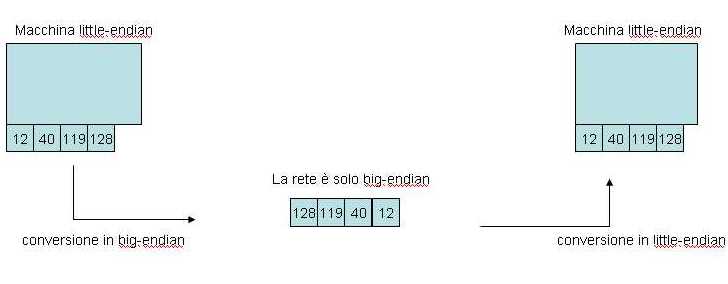 Macchina little-endian
Macchina little-endian
12 40 119 128
12 40 119 128
La rete è solo big-endian
128 119 40 12
conversione in big-endian
conversione in little-endian